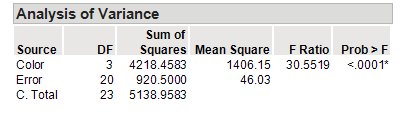 Analysis of Variance
Sum of
Source DF Squares Mean Square F Ratio Prob > F
Color 3 4218.4583 1406.15 30.5519 <.0001*
Error 20 920.5000 46.03
C. Total 23 5138.9583